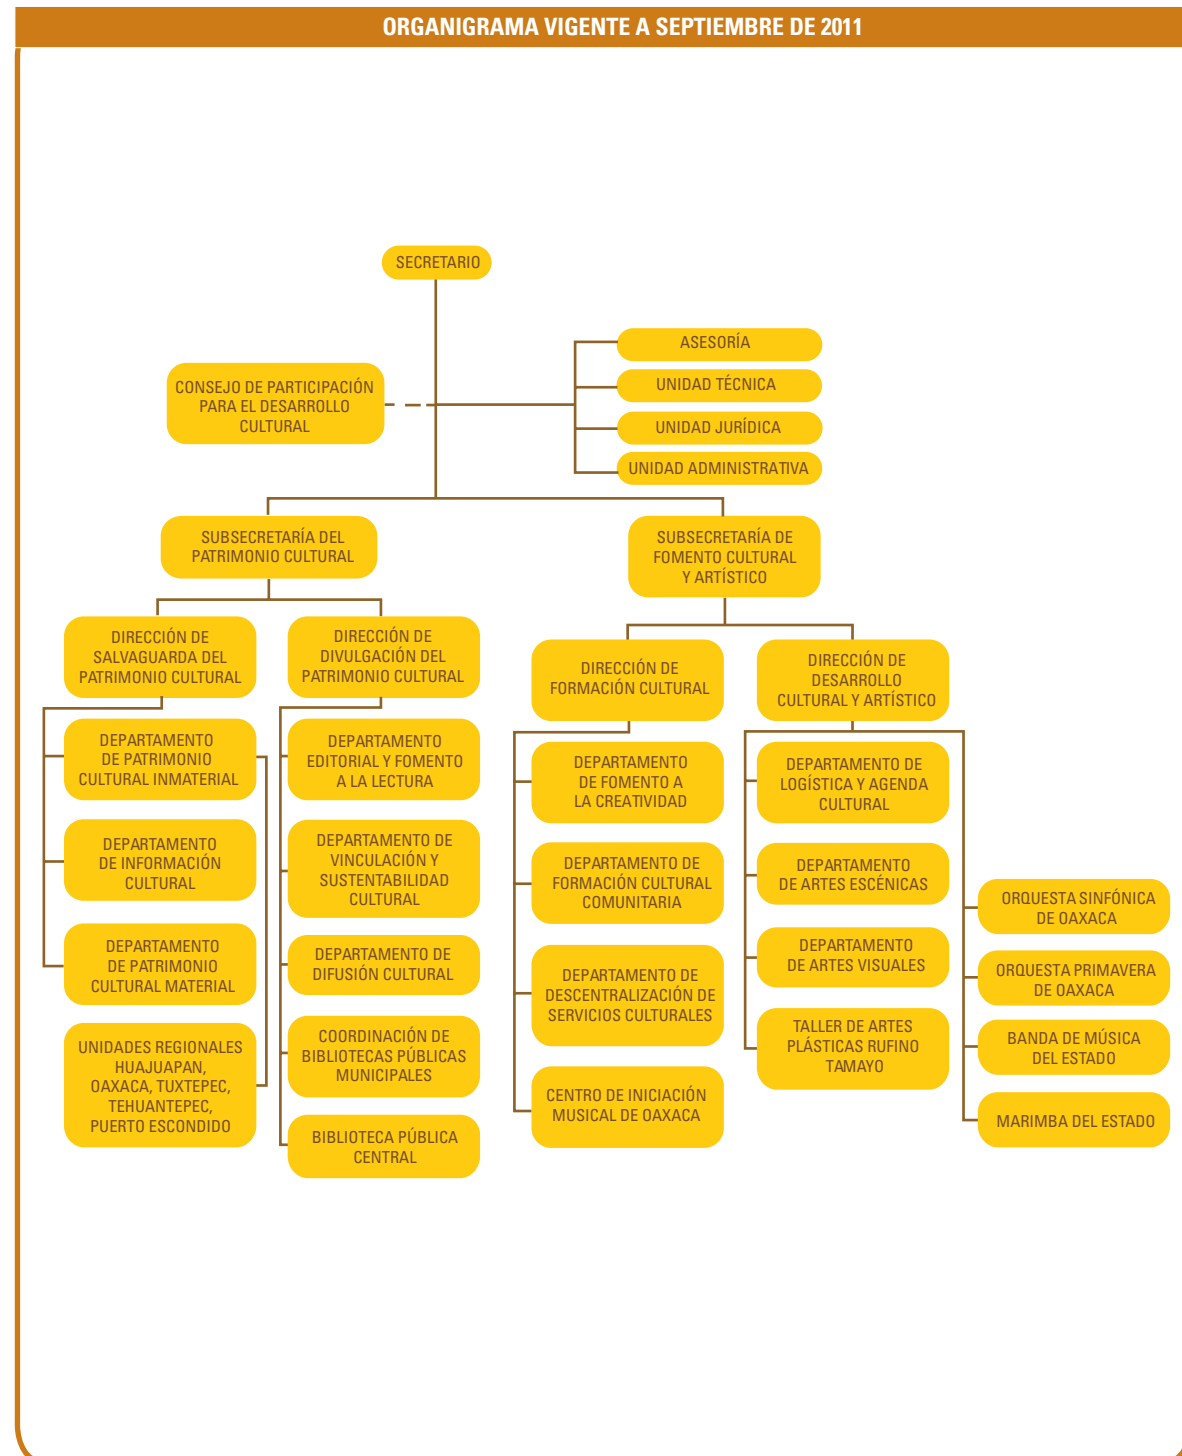 ORGANIGRAMA VIGENTE A SEPTIEMBRE DE 2011
SECRETARIO
ASESORÍA
UNIDAD TÉCNICA
UNIDAD JURÍDICA
UNIDAD ADMINISTRATIVA
CONSEJO DE PARTICIPACIÓN
PARA EL DESARROLLO
CULTURAL
SUBSECRETARÍA DEL
PATRIMONIO CULTURAL
SUBSECRETARÍA DE
FOMENTO CULTURAL
Y ARTÍSTICO
DIRECCIÓN DE
SALVAGUARDA DEL
PATRIMONIO CULTURAL
DIRECCIÓN DE
DIVULGACIÓN DEL
PATRIMONIO CULTURAL
DIRECCIÓN DE
FORMACIÓN CULTURAL
DIRECCIÓN DE
DESARROLLO
CULTURAL Y ARTÍSTICO
DEPARTAMENTO
DE PATRIMONIO
CULTURAL INMATERIAL
DEPARTAMENTO
DE INFORMACIÓN
CULTURAL
DEPARTAMENTO
DE PATRIMONIO
CULTURAL MATERIAL
UNIDADES REGIONALES
HUAJUAPAN,
OAXACA, TUXTEPEC,
TEHUANTEPEC,
PUERTO ESCONDIDO
DEPARTAMENTO
EDITORIAL Y FOMENTO
A LA LECTURA
DEPARTAMENTO DE
VINCULACIÓN Y
SUSTENTABILIDAD
CULTURAL
DEPARTAMENTO DE
DIFUSIÓN CULTURAL
COORDINACIÓN DE
BIBLIOTECAS PÚBLICAS
MUNICIPALES
BIBLIOTECA PÚBLICA
CENTRAL
DEPARTAMENTO
DE FOMENTO A
LA CREATIVIDAD
DEPARTAMENTO DE
FORMACIÓN CULTURAL
COMUNITARIA
DEPARTAMENTO DE
DESCENTRALIZACIÓN DE
SERVICIOS CULTURALES
CENTRO DE INICIACIÓN
MUSICAL DE OAXACA
DEPARTAMENTO DE
LOGÍSTICA Y AGENDA
CULTURAL
DEPARTAMENTO
DE ARTES ESCÉNICAS
DEPARTAMENTO
DE ARTES VISUALES
TALLER DE ARTES
PLÁSTICAS RUFINO
TAMAYO
ORQUESTA SINFÓNICA
DE OAXACA
ORQUESTA PRIMAVERA
DE OAXACA
BANDA DE MÚSICA
DEL ESTADO
MARIMBA DEL ESTADO